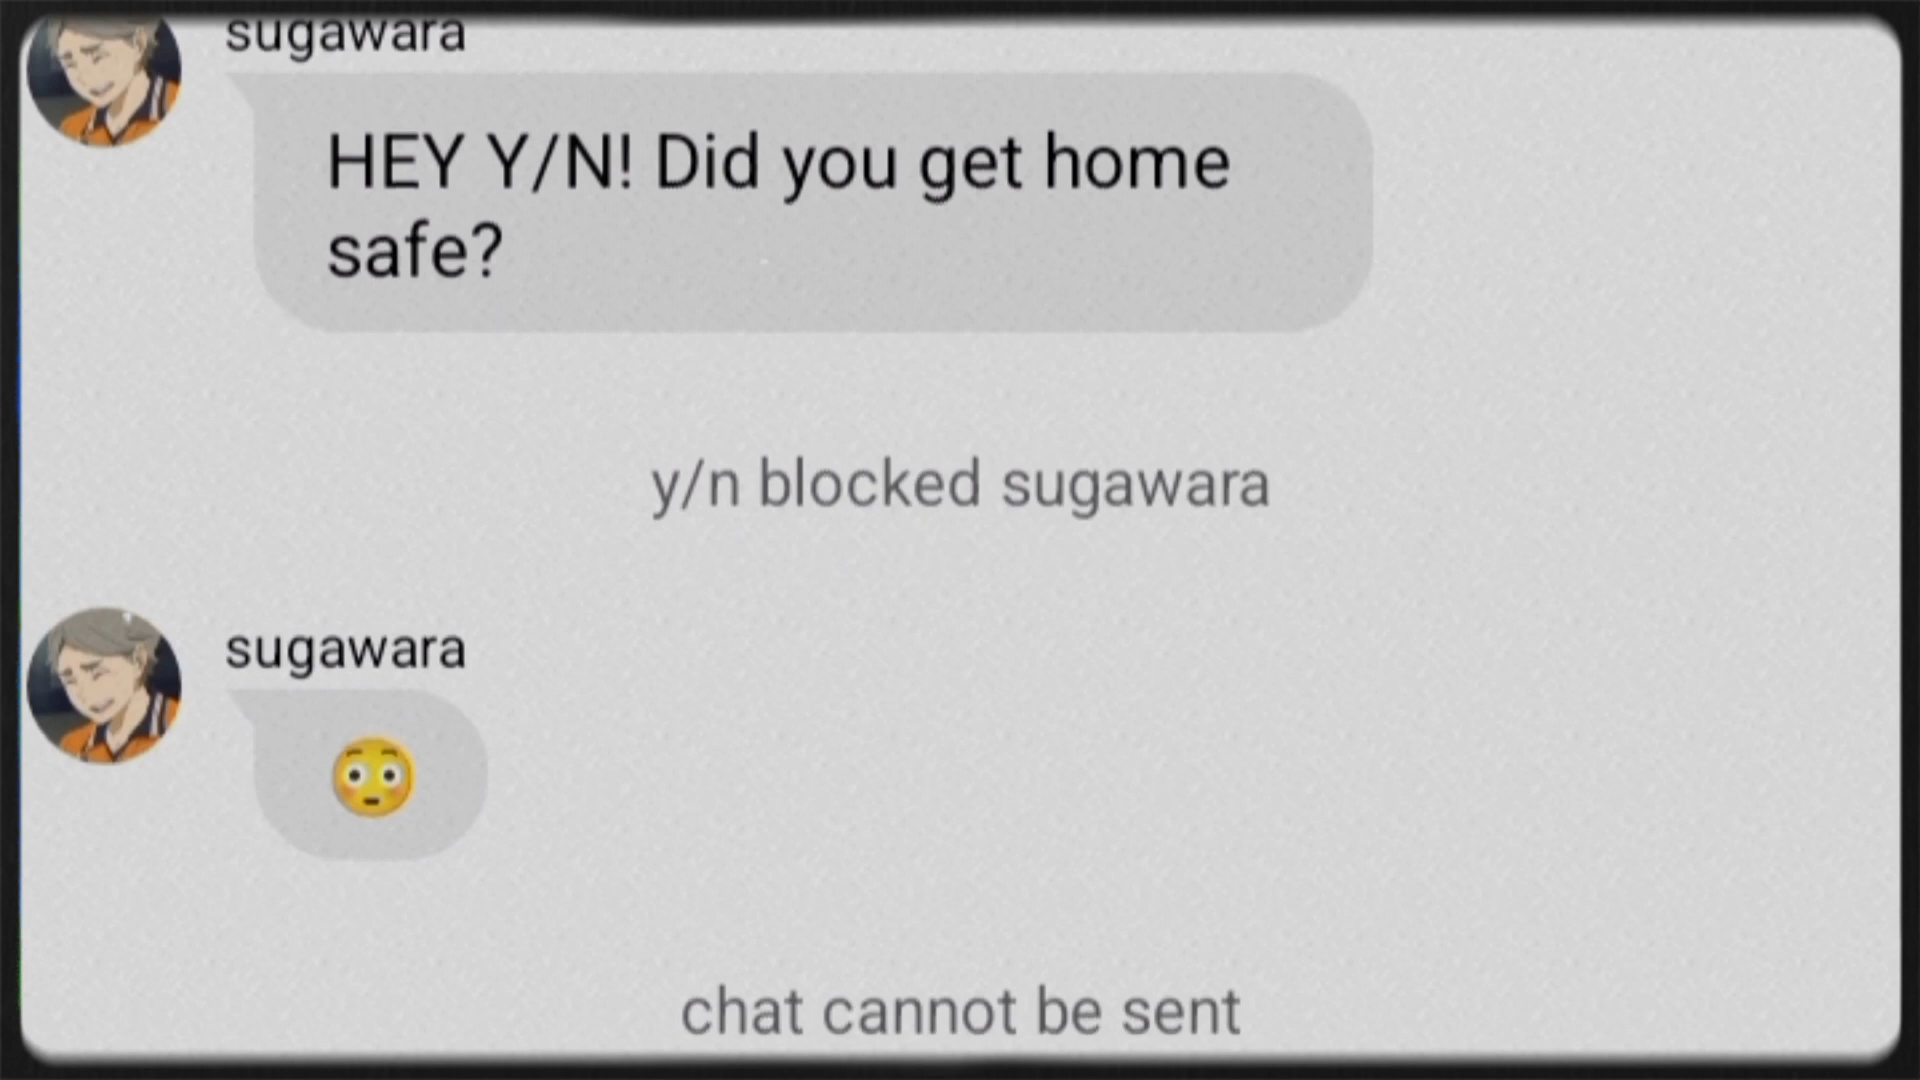 sugawara
HEY Y/N! Did you get home
safe?
y/n blocked sugawara
sugawara
😳
chat cannot be sent